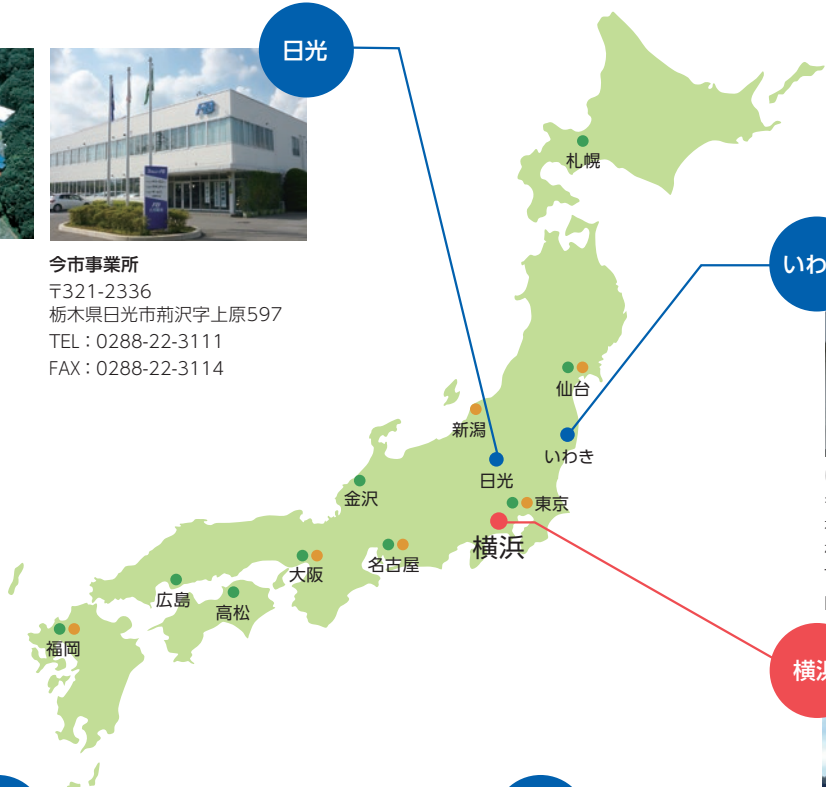 日光
今市事業所
〒321-2336
栃木県日光市荊沢字上原597
TEL：0288-22-3111
FAX：0288-22-3114
札幌
いわ
仙台
新潟
いわき
日光
金沢
東京
横浜
名古屋
大阪
広島
高松
福岡
横浜